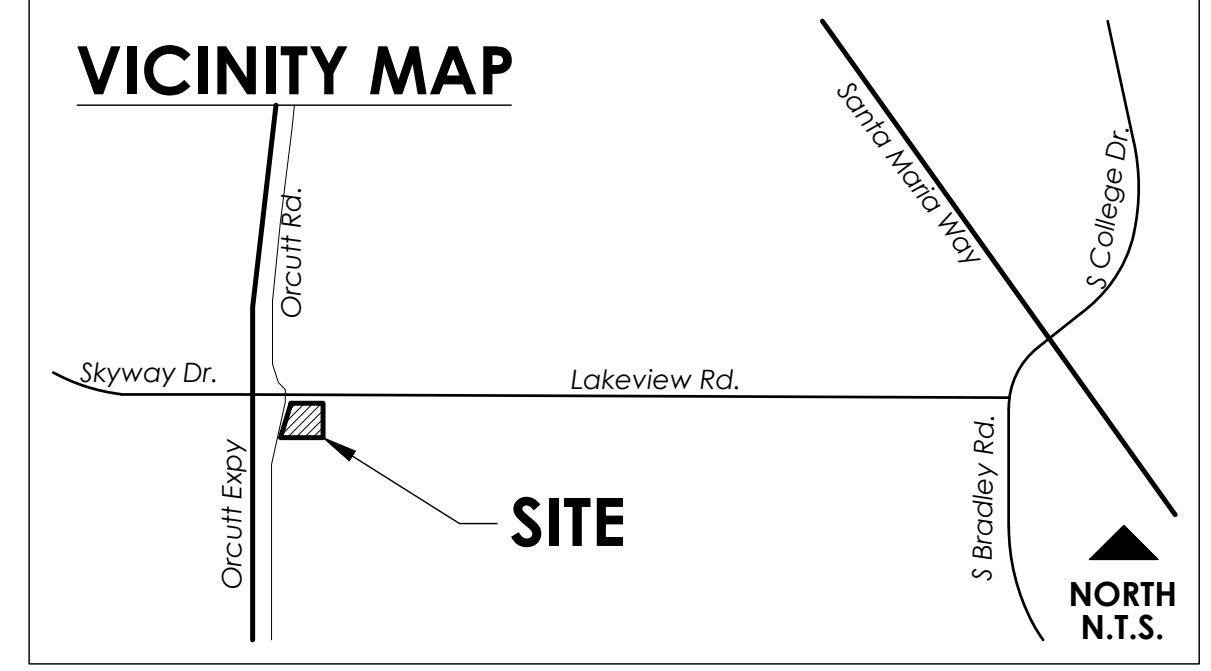 VICINITY MAP
Santa Maria Way
S College Dr.
Orcutt Rd.
Skyway Dr.
Lakeview Rd.
Orcutt Expy
SITE
S Bradley Rd.
NORTH
N.T.S.